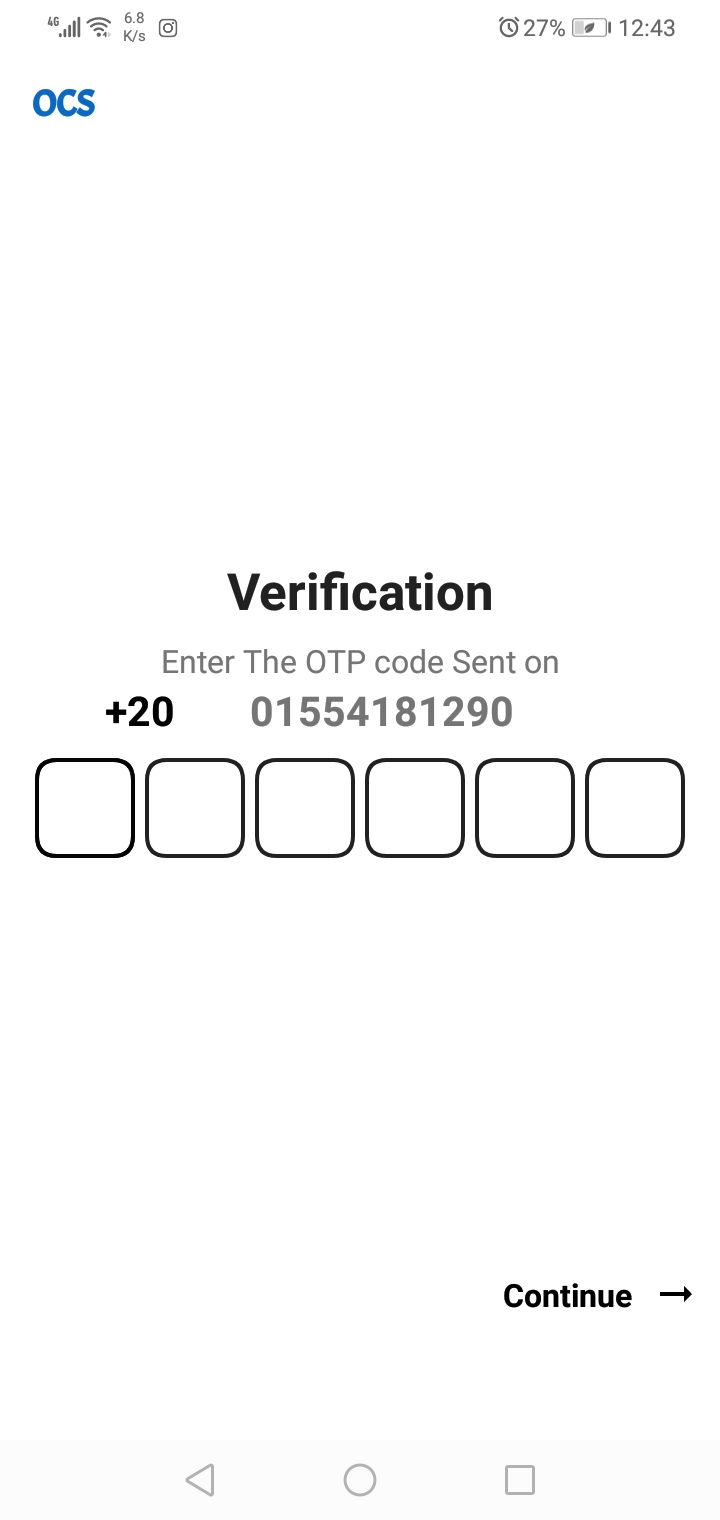 4G 6.8 K/s 27% 12:43
OCS
Verification
Enter The OTP code Sent on
+20 01554181290
Continue